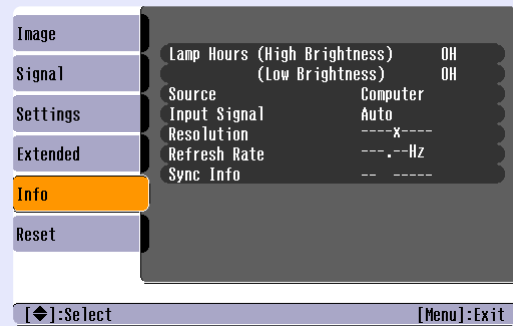 Image
Signal
Settings
Extended
Info
Reset
Lamp Hours (High Brightness) 0H
(Low Brightness) 0H
Source Computer
Input Signal Auto
Resolution ----x----
Refresh Rate ---.--Hz
Sync Info -- -----
[◆]:Select [Menu]:Exit